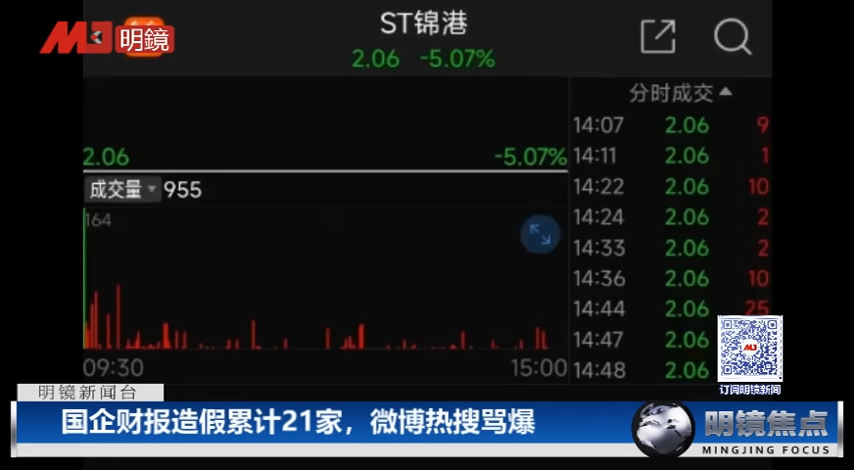 明鏡
ST锦港
2.06 -5.07%
分时成交
2.06 -5.07%
成交量 955
164
09:30 15:00
14:07 2.06 9
14:11 2.06 1
14:22 2.06 10
14:24 2.06 2
14:33 2.06 2
14:36 2.06 10
14:44 2.06 25
14:47 2.06
14:48 2.06
订阅明镜新闻
明镜新闻台
国企财报造假累计21家，微博热搜骂爆
明镜焦点
MINGJING FOCUS